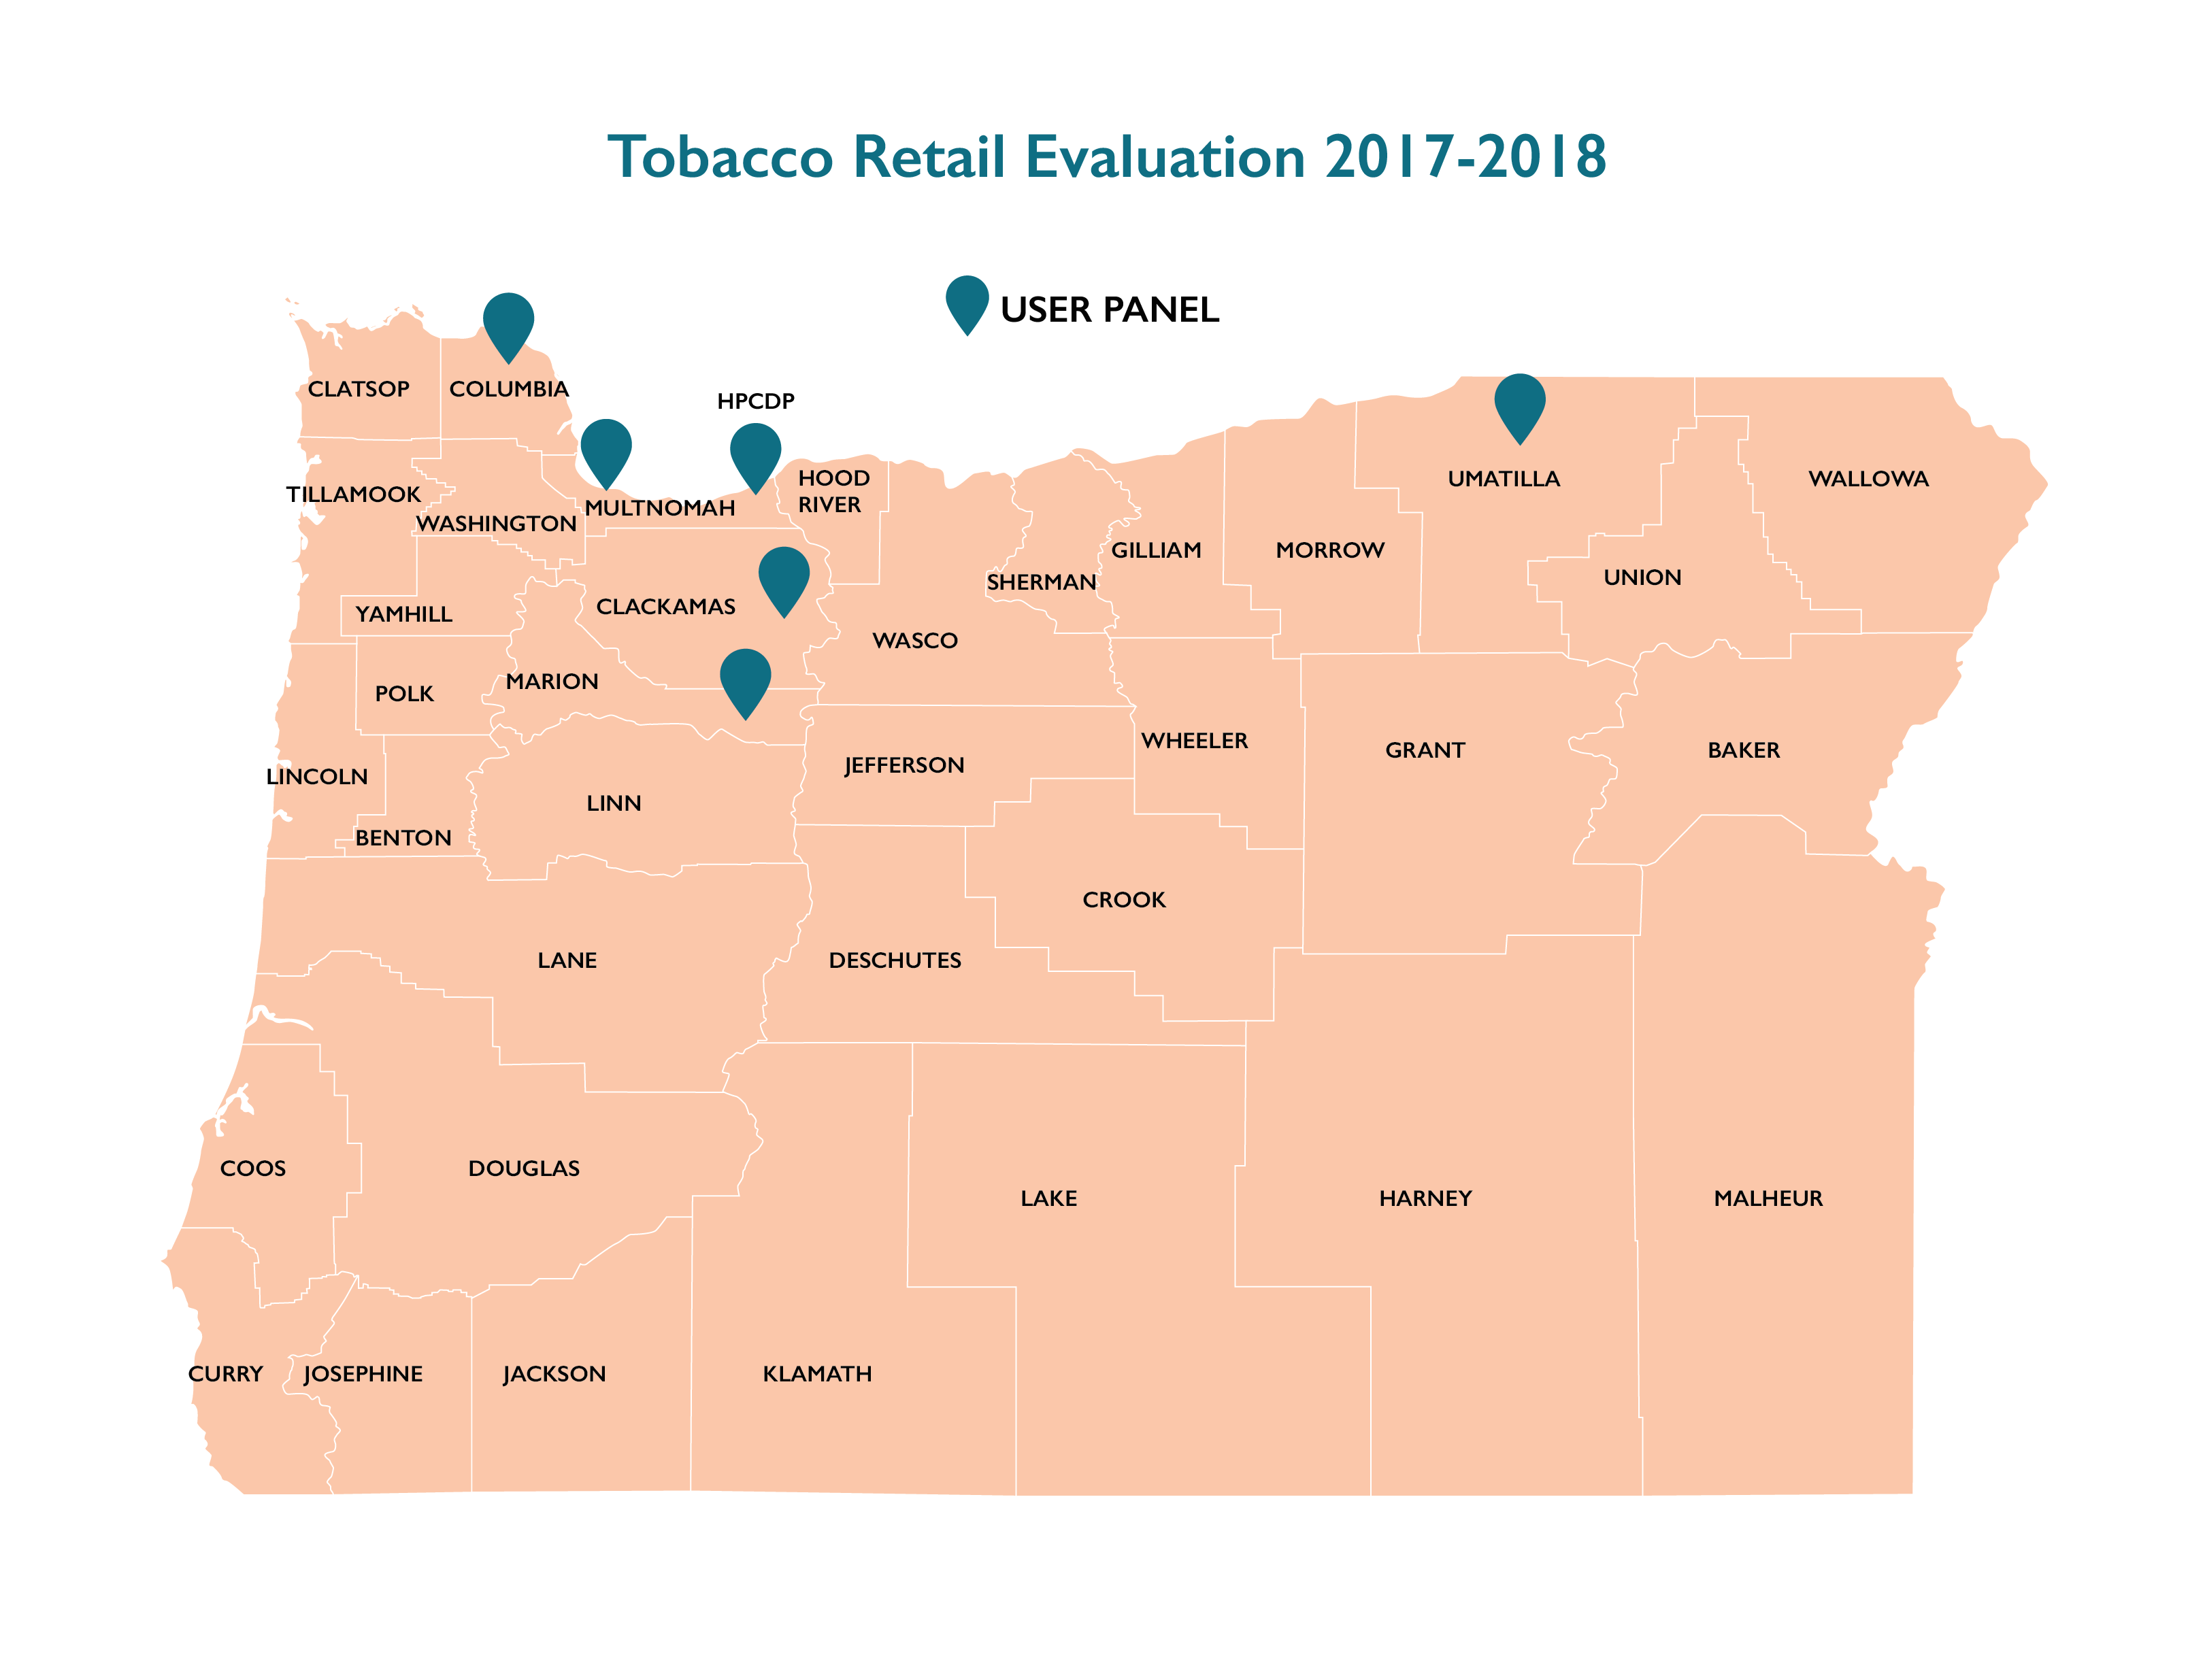 Tobacco Retail Evaluation 2017-2018
USER PANEL
CLATSOP
COLUMBIA
HPCDP
TILLAMOOK
WASHINGTON
MULTNOMAH
HOOD
RIVER
UMATILLA
WALLOWA
GILLIAM
MORROW
SHERMAN
UNION
YAMHILL
CLACKAMAS
WASCO
POLK
MARION
WHEELER
GRANT
BAKER
LINCOLN
JEFFERSON
LINN
BENTON
CROOK
LANE
DESCHUTES
COOS
DOUGLAS
LAKE
HARNEY
MALHEUR
CURRY
JOSEPHINE
JACKSON
KLAMATH